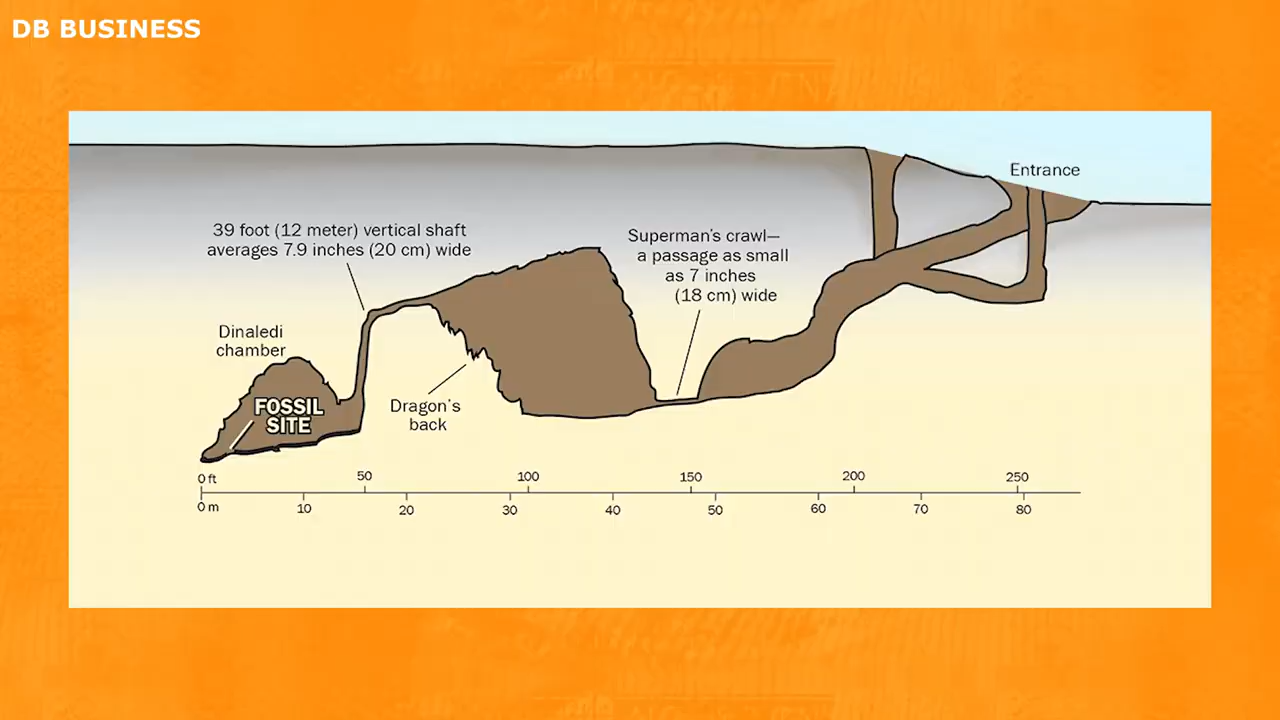 DB BUSINESS
Entrance
39 foot (12 meter) vertical shaft
averages 7.9 inches (20 cm) wide
Superman's crawl—
a passage as small
as 7 inches
(18 cm) wide
Dinaledi
chamber
FOSSIL
SITE
Dragon's
back
0 ft 50 100 150 200 250
0 m 10 20 30 40 50 60 70 80